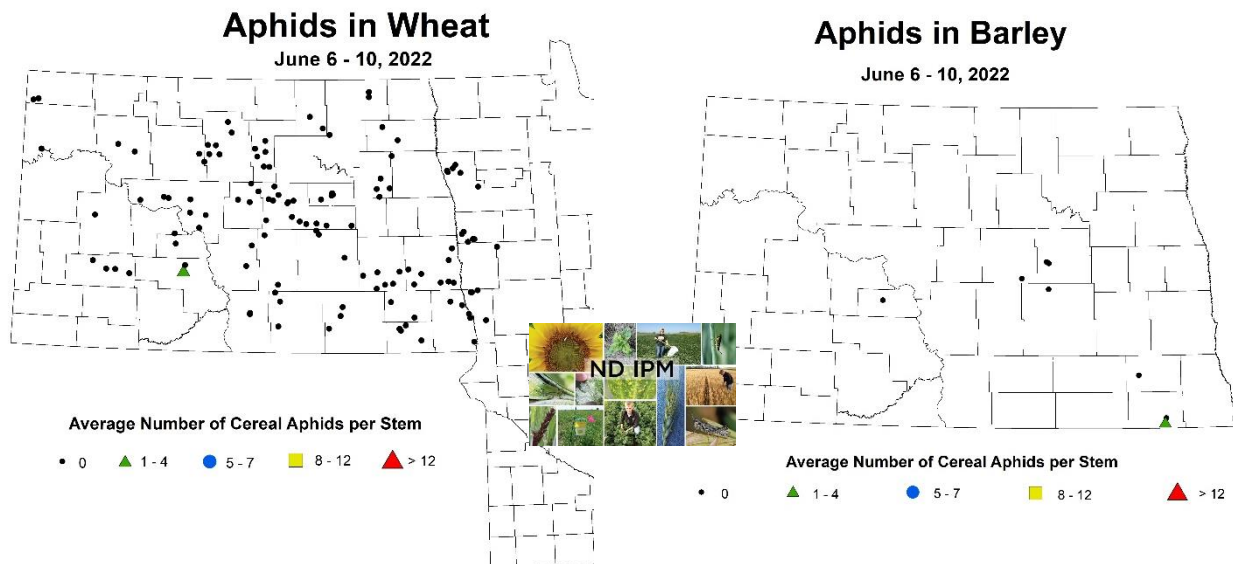 Aphids in Wheat
June 6 - 10, 2022
Average Number of Cereal Aphids per Stem
0
1 - 4
5 - 7
8 - 12
> 12
ND IPM
Aphids in Barley
June 6 - 10, 2022
Average Number of Cereal Aphids per Stem
0
1 - 4
5 - 7
8 - 12
> 12